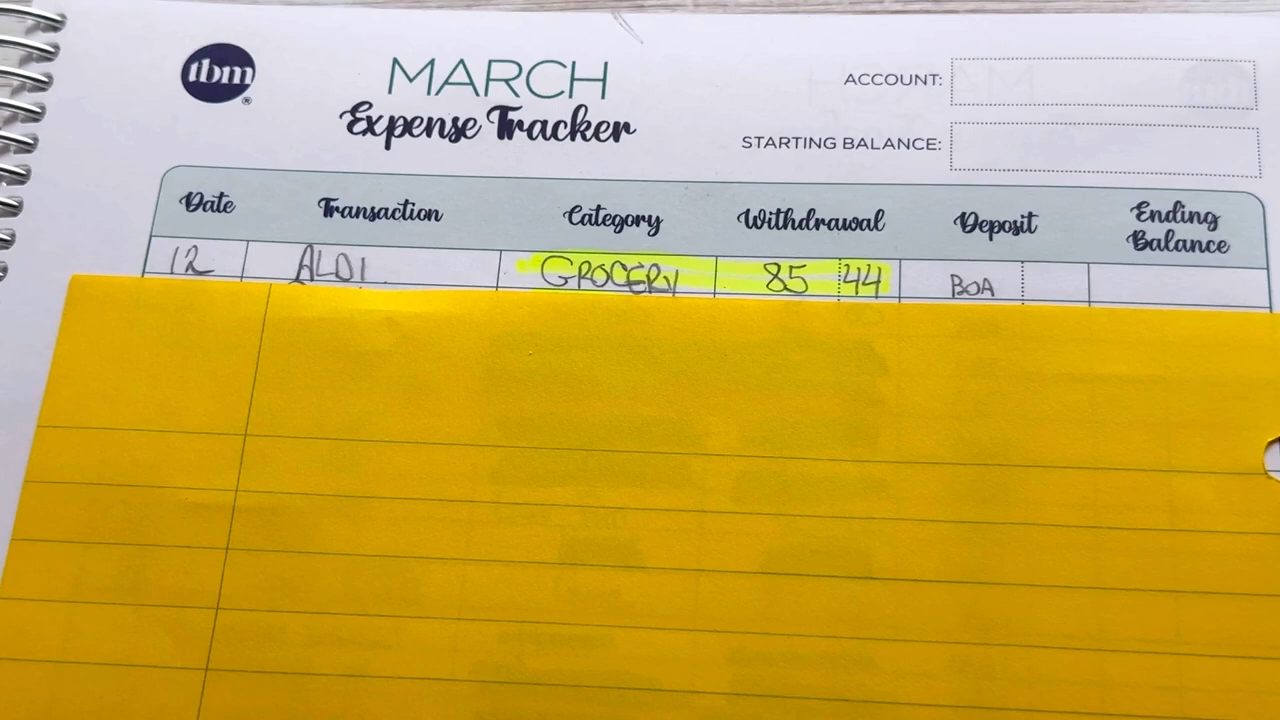 tbm®
MARCH
Expense Tracker
ACCOUNT:
STARTING BALANCE:
Date Transaction Category Withdrawal Deposit Ending Balance
12 ALDI GROCERY 85 44 BOA